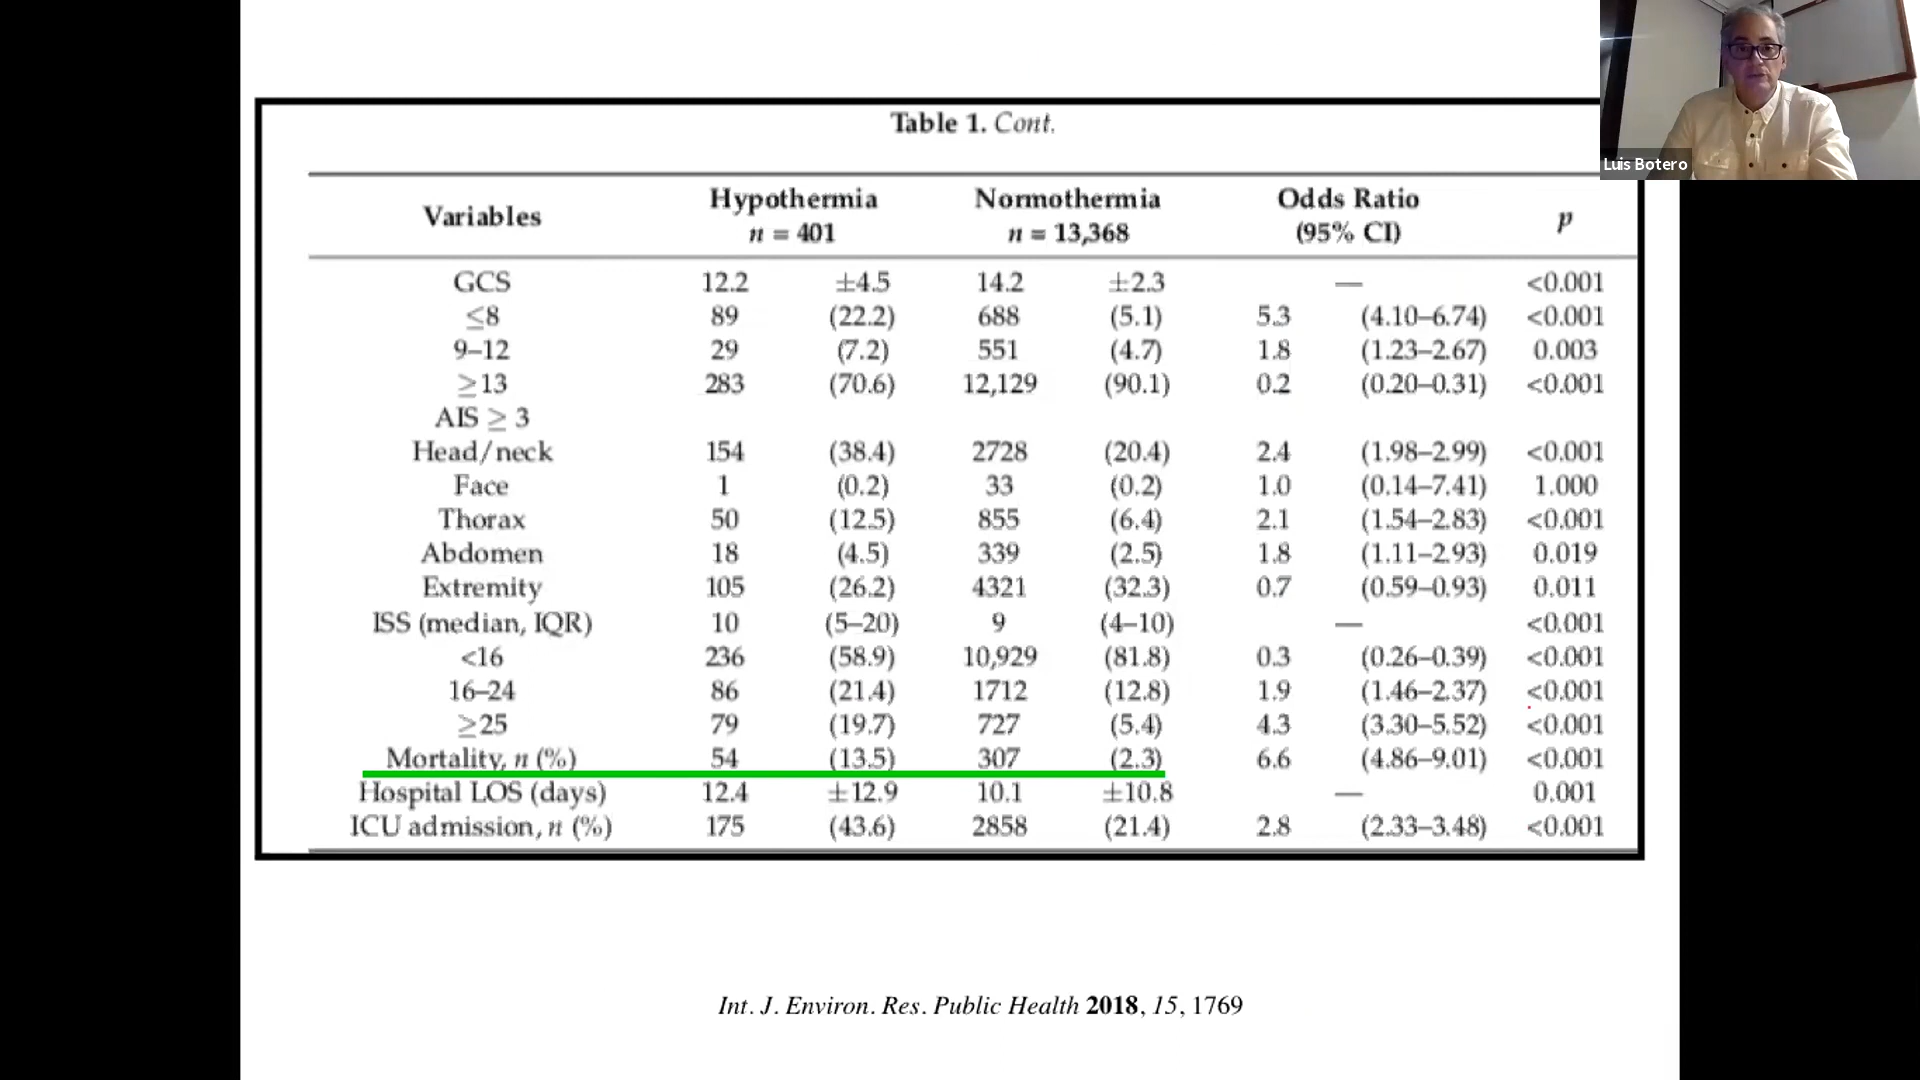 Luis Botero
Table 1. Cont.
Variables Hypothermia n = 401 Normothermia n = 13,368 Odds Ratio (95% CI) p
GCS 12.2 ±4.5 14.2 ±2.3 — <0.001
≤8 89 (22.2) 688 (5.1) 5.3 (4.10–6.74) <0.001
9–12 29 (7.2) 551 (4.7) 1.8 (1.23–2.67) 0.003
≥13 283 (70.6) 12,129 (90.1) 0.2 (0.20–0.31) <0.001
AIS ≥ 3
Head/neck 154 (38.4) 2728 (20.4) 2.4 (1.98–2.99) <0.001
Face 1 (0.2) 33 (0.2) 1.0 (0.14–7.41) 1.000
Thorax 50 (12.5) 855 (6.4) 2.1 (1.54–2.83) <0.001
Abdomen 18 (4.5) 339 (2.5) 1.8 (1.11–2.93) 0.019
Extremity 105 (26.2) 4321 (32.3) 0.7 (0.59–0.93) 0.011
ISS (median, IQR) 10 (5–20) 9 (4–10) — <0.001
<16 236 (58.9) 10,929 (81.8) 0.3 (0.26–0.39) <0.001
16–24 86 (21.4) 1712 (12.8) 1.9 (1.46–2.37) <0.001
≥25 79 (19.7) 727 (5.4) 4.3 (3.30–5.52) <0.001
Mortality, n (%) 54 (13.5) 307 (2.3) 6.6 (4.86–9.01) <0.001
Hospital LOS (days) 12.4 ±12.9 10.1 ±10.8 — 0.001
ICU admission, n (%) 175 (43.6) 2858 (21.4) 2.8 (2.33–3.48) <0.001
Int. J. Environ. Res. Public Health 2018, 15, 1769